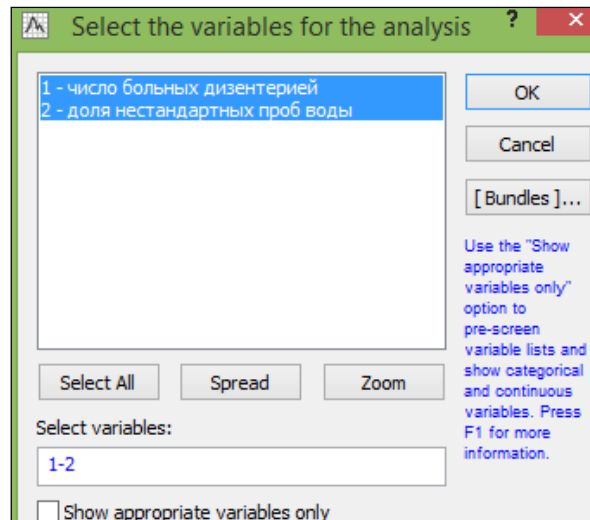 Select the variables for the analysis ?
1 - число больных дизентерией
2 - доля нестандартных проб воды
OK
Cancel
[ Bundles ]...
Use the "Show
appropriate
variables only"
option to
pre-screen
variable lists and
show categorical
and continuous
variables. Press
F1 for more
information.
Select All
Spread
Zoom
Select variables:
1-2
Show appropriate variables only